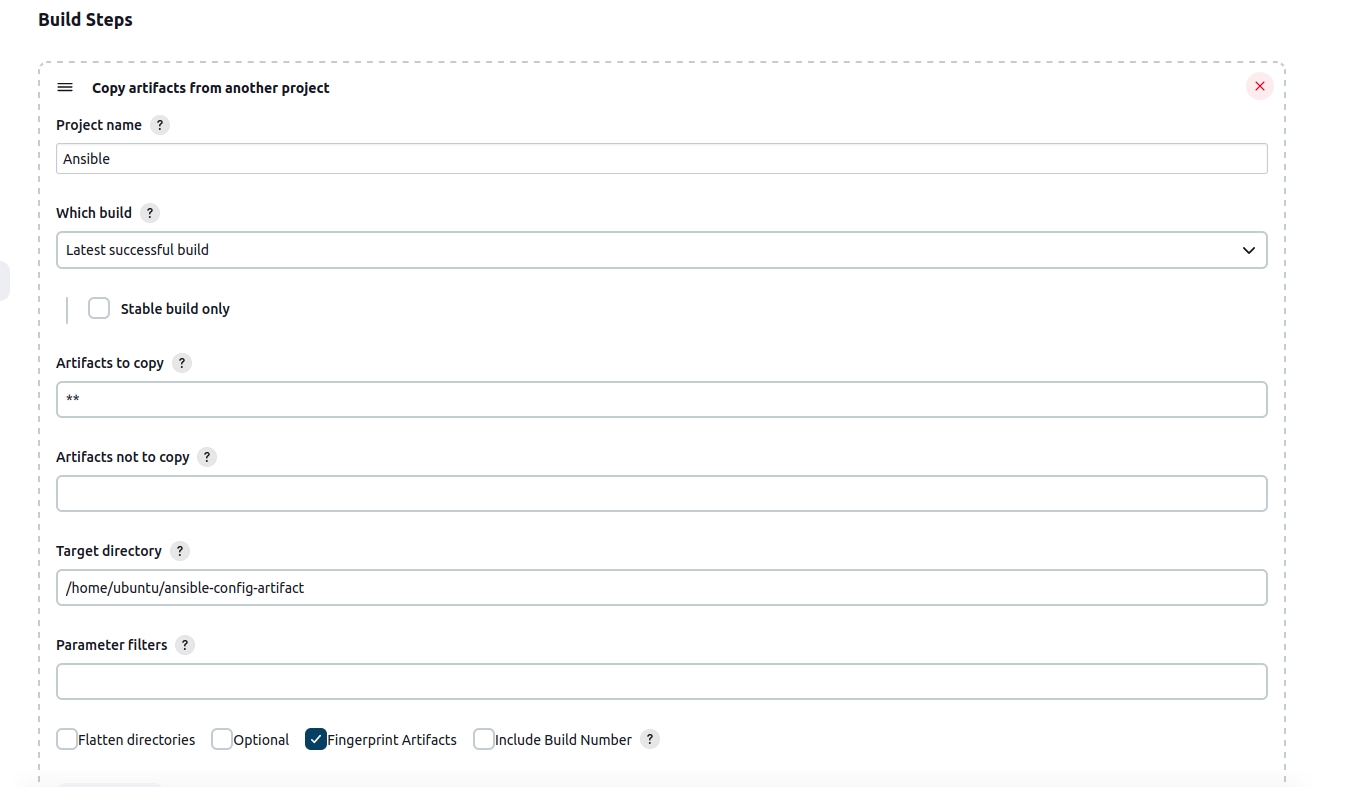 Build Steps
Copy artifacts from another project
Project name ?
Ansible
Which build ?
Latest successful build
Stable build only
Artifacts to copy ?
**
Artifacts not to copy ?
Target directory ?
/home/ubuntu/ansible-config-artifact
Parameter filters ?
Flatten directories Optional Fingerprint Artifacts Include Build Number ?